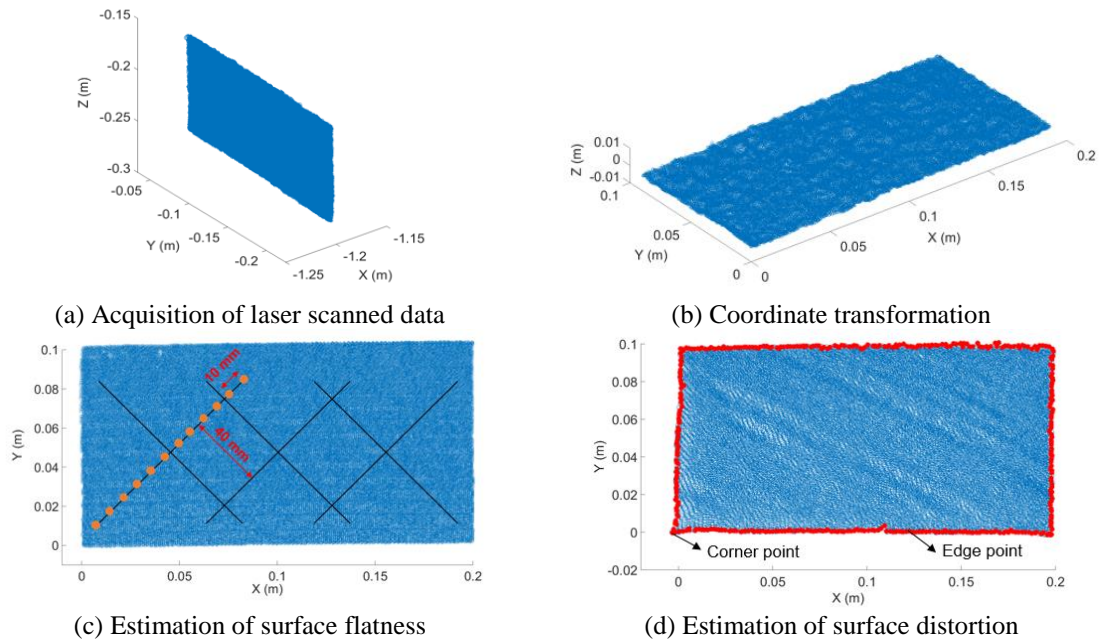 -0.15
-0.2
-0.25
-0.3
Z (m)
-0.05
-0.1
-0.15
-0.2
Y (m)
-1.25
-1.2
-1.15
X (m)
(a) Acquisition of laser scanned data
0.01
0
-0.01
Z (m)
0.1
0.05
0
Y (m)
0
0.05
0.1
0.15
0.2
X (m)
(b) Coordinate transformation
0.1
0.08
0.06
0.04
0.02
0
Y (m)
10 mm
40 mm
0
0.05
0.1
0.15
0.2
X (m)
(c) Estimation of surface flatness
0.1
0.08
0.06
0.04
0.02
0
-0.02
Y (m)
Corner point
Edge point
0
0.05
0.1
0.15
0.2
X (m)
(d) Estimation of surface distortion